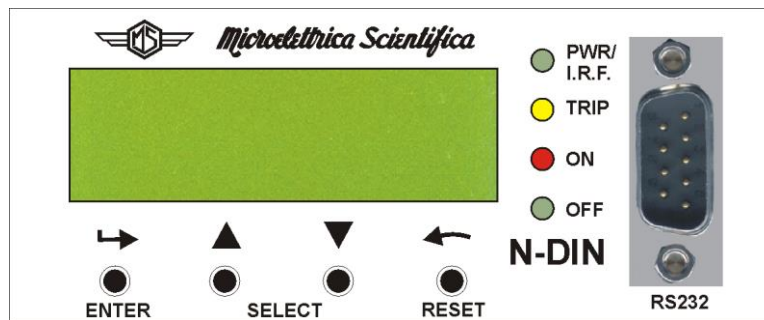 MS Microelettrica Scientifica
PWR/
I.R.F.
TRIP
ON
OFF
N-DIN
ENTER SELECT RESET
RS232